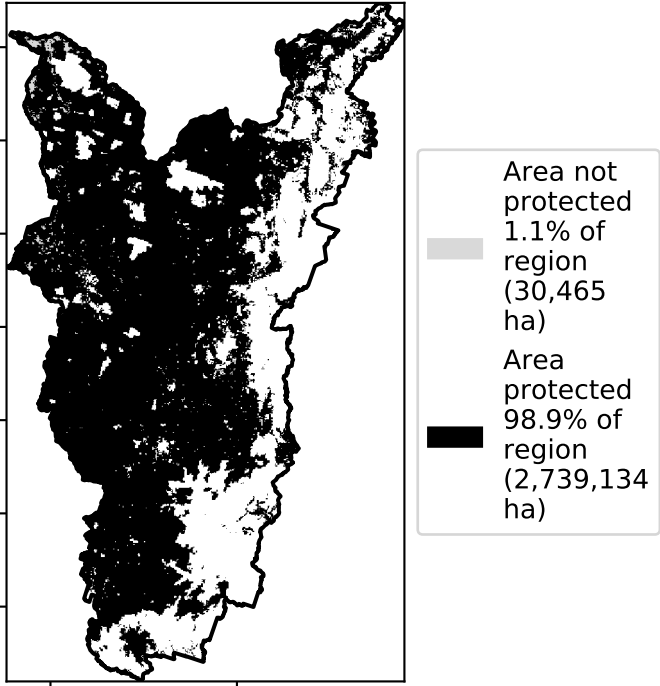 Area not
protected
1.1% of
region
(30,465
ha)
Area
protected
98.9% of
region
(2,739,134
ha)